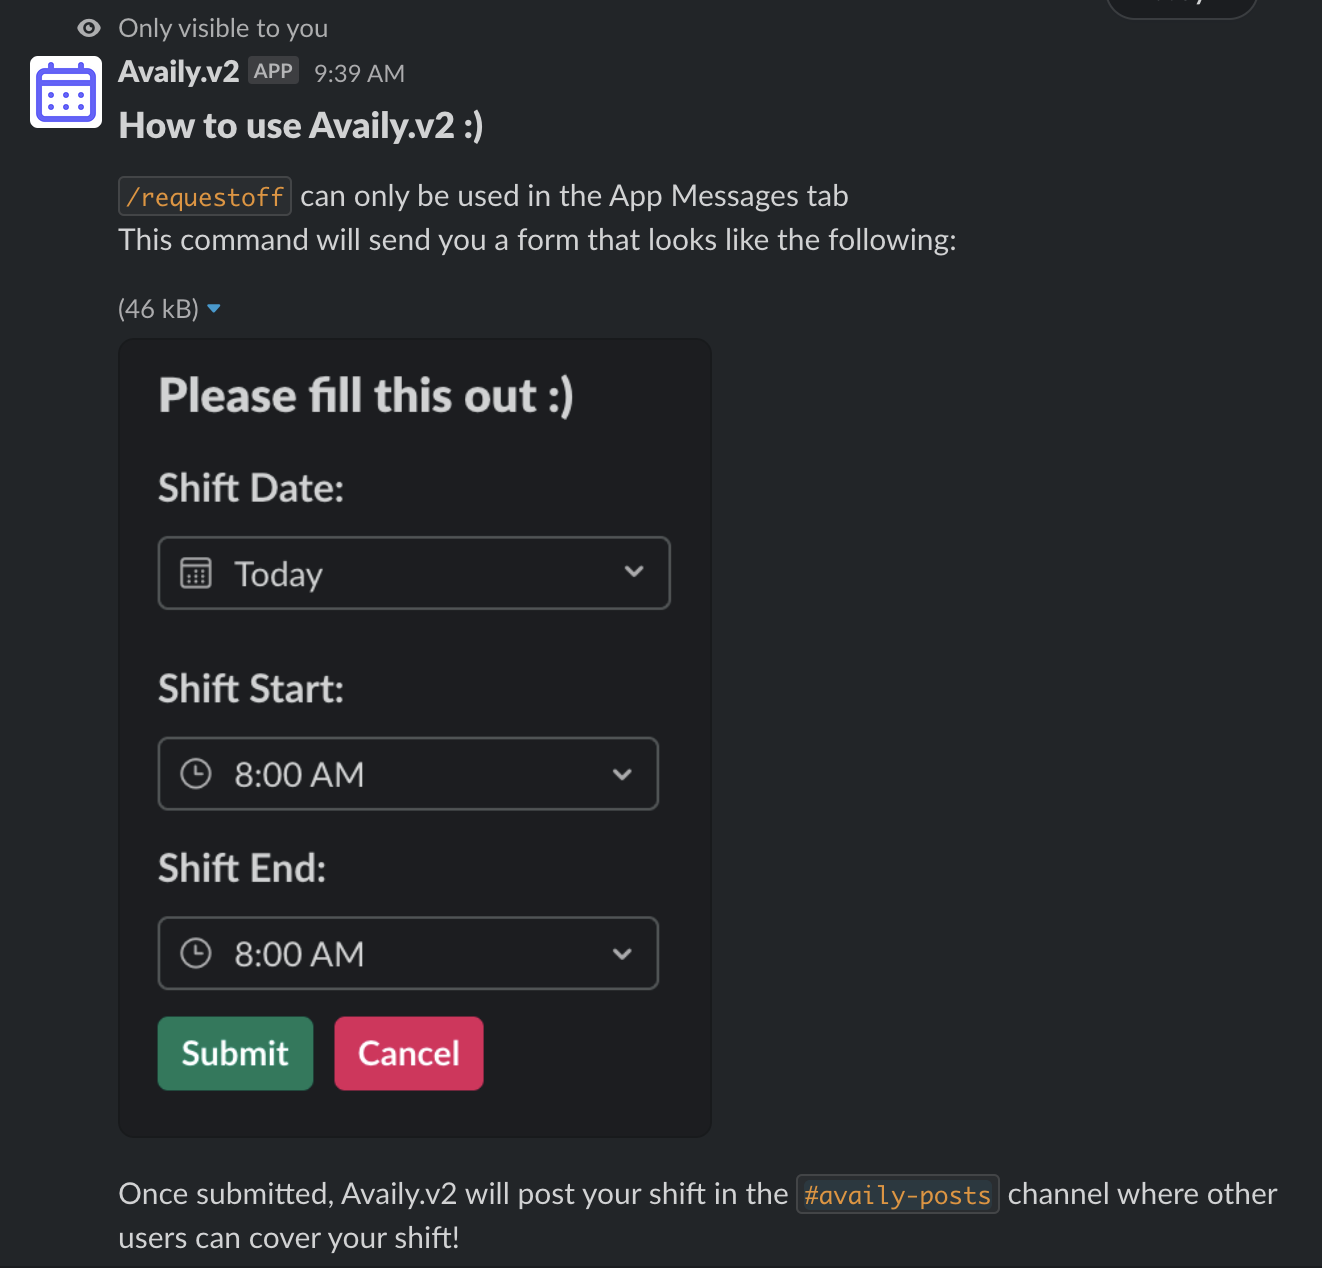 Only visible to you
Availy.v2 APP 9:39 AM
How to use Availy.v2 :)
/requestoff can only be used in the App Messages tab
This command will send you a form that looks like the following:
(46 kB)
Please fill this out :)
Shift Date:
Today
Shift Start:
8:00 AM
Shift End:
8:00 AM
Submit Cancel
Once submitted, Availy.v2 will post your shift in the #availy-posts channel where other
users can cover your shift!